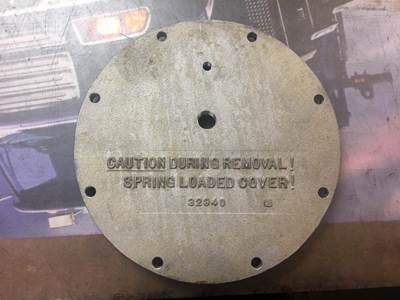 CAUTION DURING REMOVAL!
SPRING LOADED COVER!
32940